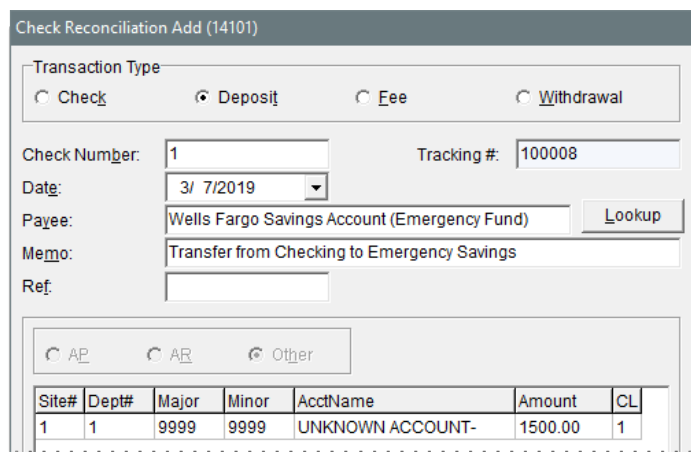 Check Reconciliation Add (14101)
Transaction Type
Check Deposit Fee Withdrawal
Check Number: 1 Tracking #: 100008
Date: 3/ 7/2019
Payee: Wells Fargo Savings Account (Emergency Fund) Lookup
Memo: Transfer from Checking to Emergency Savings
Ref:
AP AR Other
Site# Dept# Major Minor AcctName Amount CL
1 1 9999 9999 UNKNOWN ACCOUNT- 1500.00 1